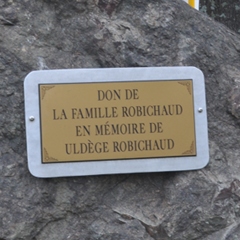 DON DE
LA FAMILLE ROBICHAUD
EN MÉMOIRE DE
ULDÈGE ROBICHAUD